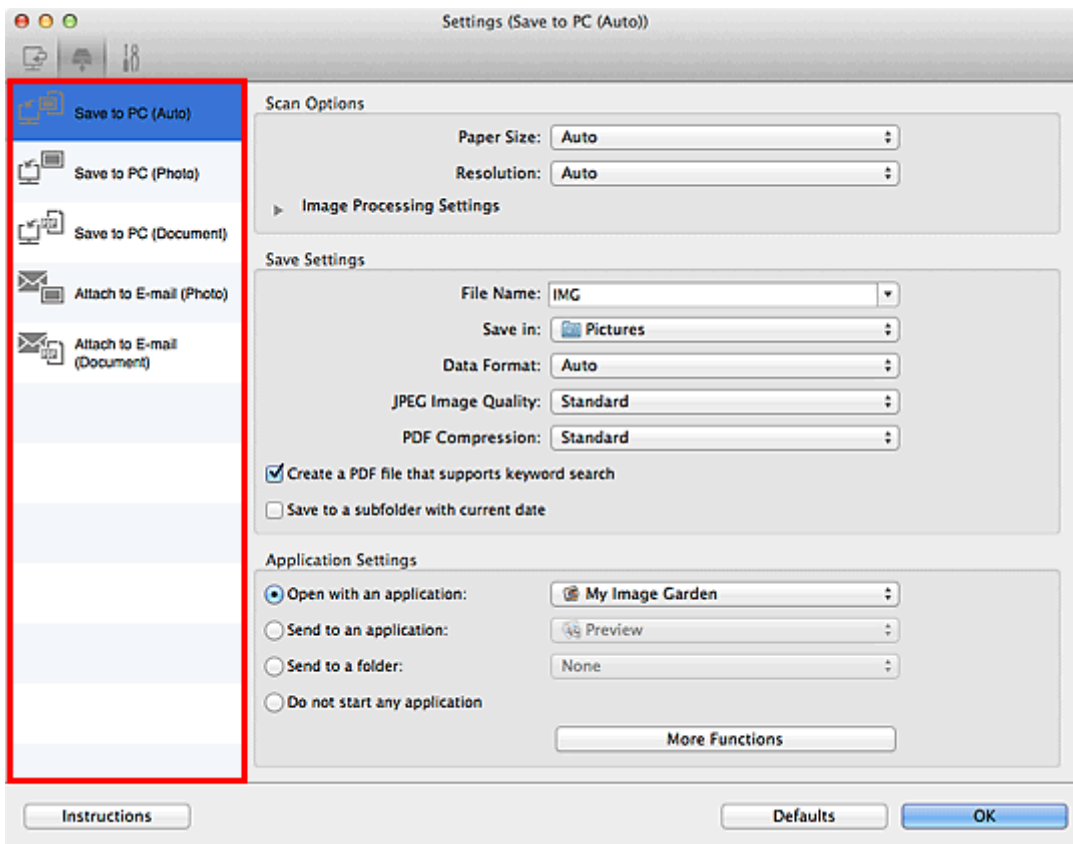 Settings (Save to PC (Auto))
Save to PC (Auto)
Save to PC (Photo)
Save to PC (Document)
Attach to E-mail (Photo)
Attach to E-mail
(Document)
Scan Options
Paper Size: Auto
Resolution: Auto
Image Processing Settings
Save Settings
File Name: IMG
Save in: Pictures
Data Format: Auto
JPEG Image Quality: Standard
PDF Compression: Standard
Create a PDF file that supports keyword search
Save to a subfolder with current date
Application Settings
Open with an application: My Image Garden
Send to an application: Preview
Send to a folder: None
Do not start any application
More Functions
Instructions Defaults OK